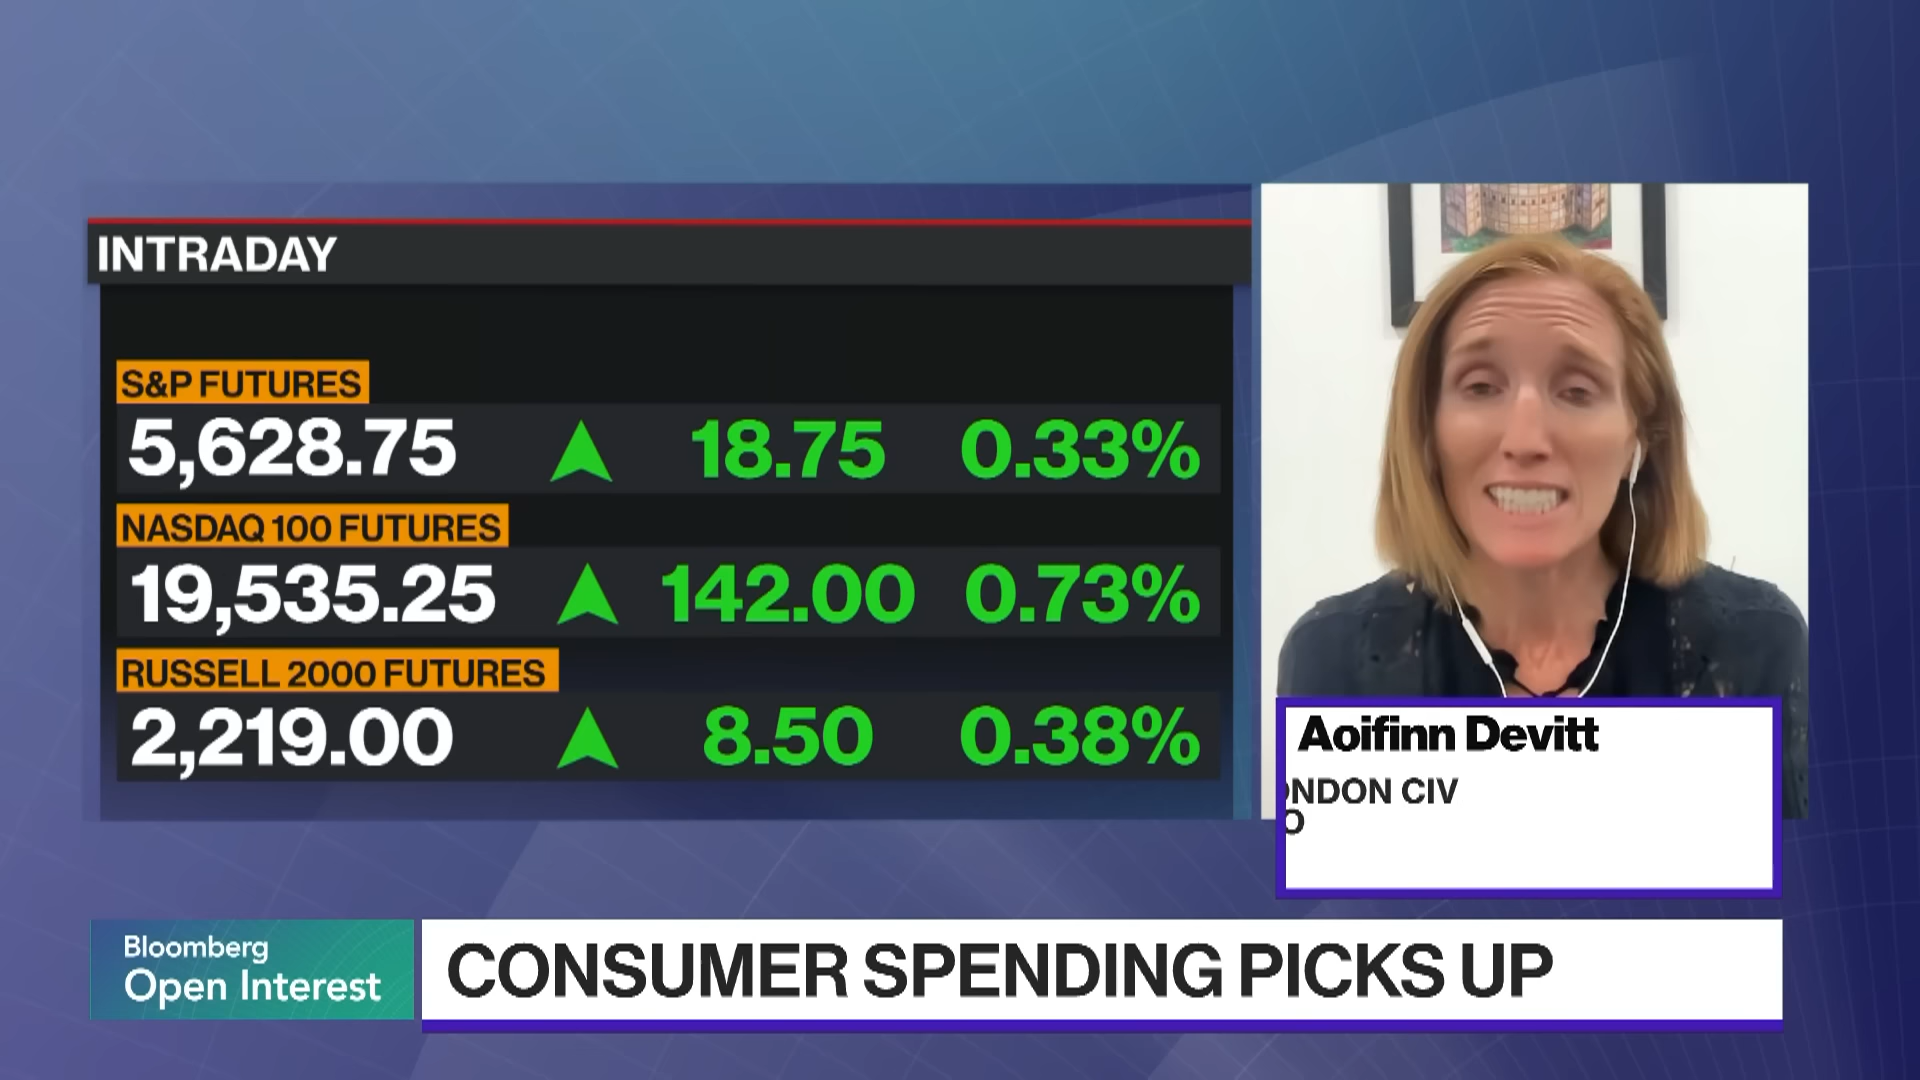 INTRADAY
S&P FUTURES
5,628.75 ▲ 18.75 0.33%
NASDAQ 100 FUTURES
19,535.25 ▲ 142.00 0.73%
RUSSELL 2000 FUTURES
2,219.00 ▲ 8.50 0.38%
Aoifinn Devitt
ONDON CIV
O
Bloomberg
Open Interest
CONSUMER SPENDING PICKS UP